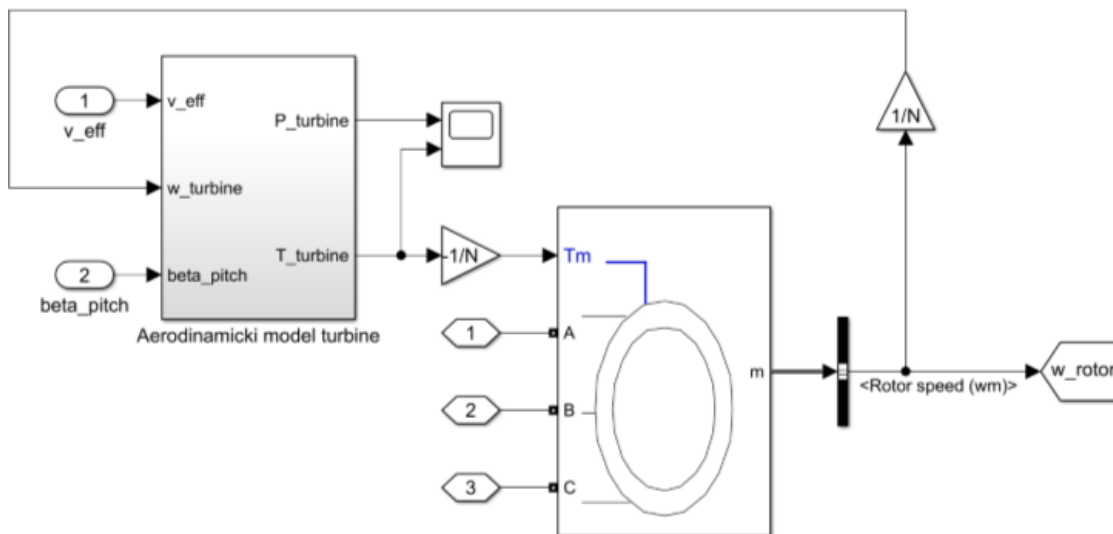 1
v_eff
v_eff
P_turbine
1/N
w_turbine
T_turbine
-1/N
Tm
2
beta_pitch
beta_pitch
Aerodinamicki model turbine
1
A
m
<Rotor speed (wm)>
w_rotor
2
B
3
C